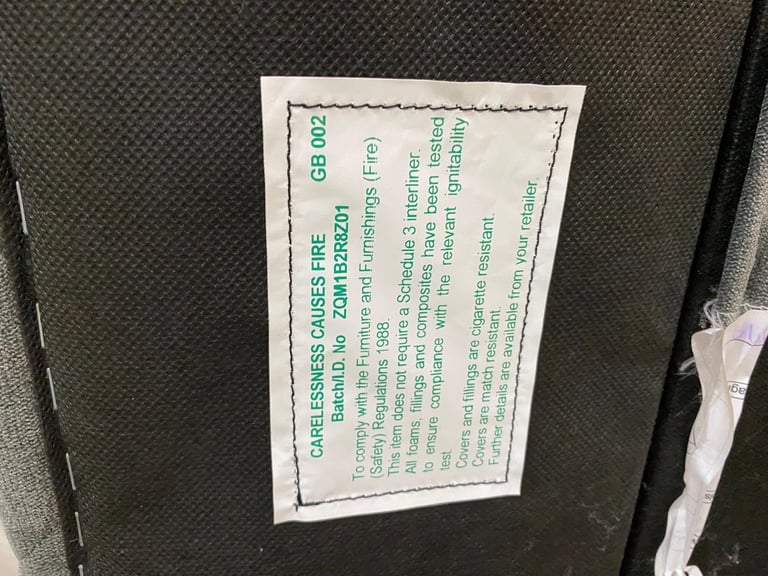 CARELESSNESS CAUSES FIRE
Batch/I.D. No ZQM1B2R8Z01 GB 002
To comply with the Furniture and Furnishings (Fire)
(Safety) Regulations 1988.
This item does not require a Schedule 3 interliner.
All foams, fillings and composites have been tested
to ensure compliance with the relevant ignitability
test.
Covers and fillings are cigarette resistant.
Covers are match resistant.
Further details are available from your retailer.